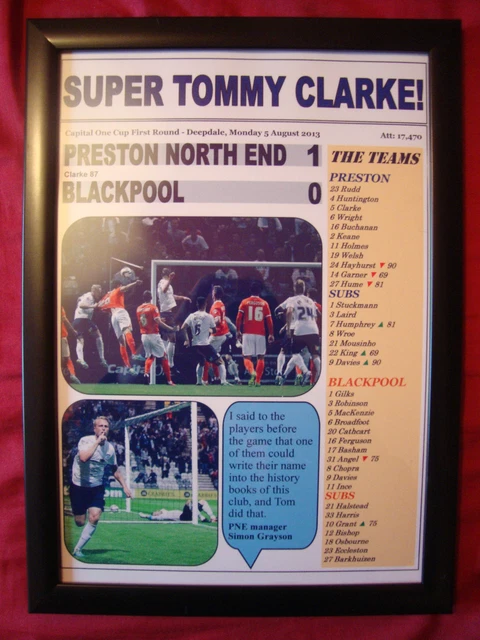 SUPER TOMMY CLARKE!
Capital One Cup First Round - Deepdale, Monday 5 August 2013
Att: 17,470
PRESTON NORTH END 1
Clarke 87
BLACKPOOL 0
THE TEAMS
PRESTON
23 Rudd
4 Huntington
5 Clarke
6 Wright
16 Buchanan
2 Keane
11 Holmes
19 Welsh
24 Hayhurst ▼ 90
14 Garner ▼ 69
27 Hume ▼ 81
SUBS
1 Stuckmann
3 Laird
7 Humphrey ▲ 81
8 Wroe
21 Mousinho
22 King ▲ 69
9 Davies ▲ 90
BLACKPOOL
1 Gilks
3 Robinson
5 MacKenzie
6 Broadfoot
20 Cathcart
16 Ferguson
17 Basham
31 Angel ▼ 75
8 Chopra
9 Davies
11 Ince
SUBS
21 Halstead
33 Harris
10 Grant ▲ 75
12 Bishop
18 Osbourne
23 Eccleston
27 Barkhuizen
16
5
24
I said to the
players before
the game that one
of them could
write their name
into the history
books of this
club, and Tom
did that.
PNE manager
Simon Grayson